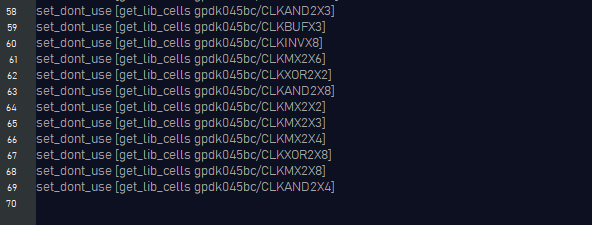 58 set_dont_use [get_lib_cells gpdk045bc/CLKAND2X3]
59 set_dont_use [get_lib_cells gpdk045bc/CLKBUFX3]
60 set_dont_use [get_lib_cells gpdk045bc/CLKINVX8]
61 set_dont_use [get_lib_cells gpdk045bc/CLKMX2X6]
62 set_dont_use [get_lib_cells gpdk045bc/CLKXOR2X2]
63 set_dont_use [get_lib_cells gpdk045bc/CLKAND2X8]
64 set_dont_use [get_lib_cells gpdk045bc/CLKMX2X2]
65 set_dont_use [get_lib_cells gpdk045bc/CLKMX2X3]
66 set_dont_use [get_lib_cells gpdk045bc/CLKMX2X4]
67 set_dont_use [get_lib_cells gpdk045bc/CLKXOR2X8]
68 set_dont_use [get_lib_cells gpdk045bc/CLKMX2X8]
69 set_dont_use [get_lib_cells gpdk045bc/CLKAND2X4]
70